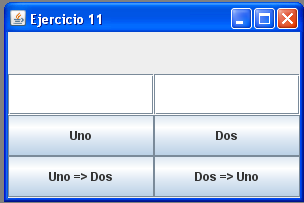 Ejercicio 11
Uno
Dos
Uno => Dos
Dos => Uno